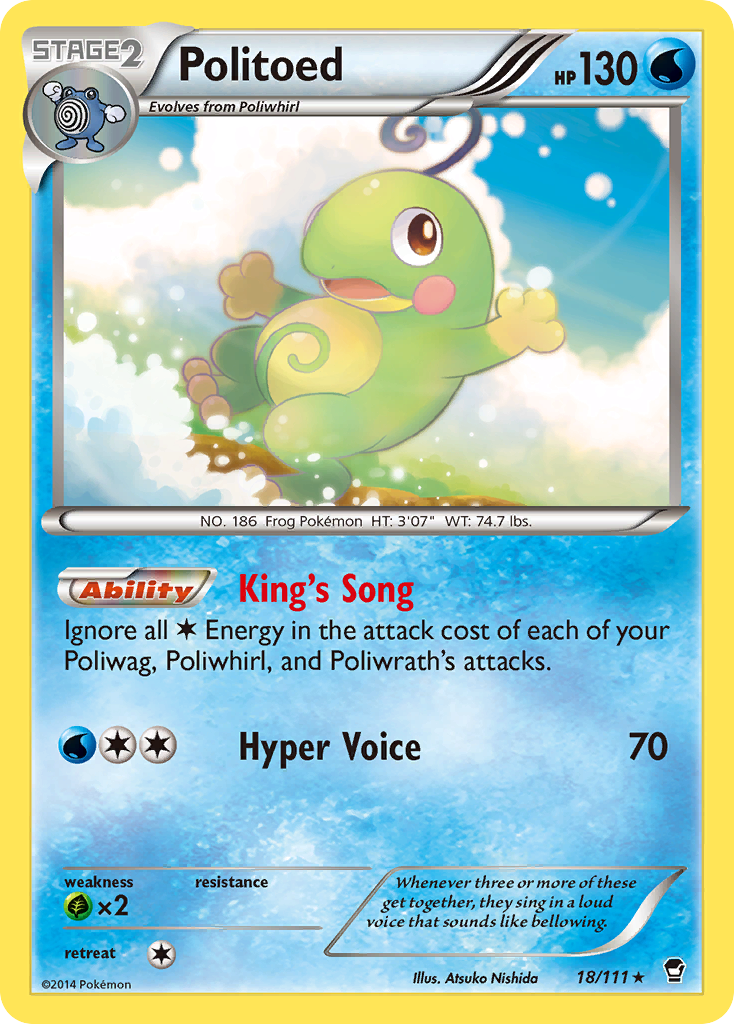 STAGE2
Politoed
HP 130
Evolves from Poliwhirl
NO. 186 Frog Pokémon HT: 3'07" WT: 74.7 lbs.
Ability King's Song
Ignore all Energy in the attack cost of each of your
Poliwag, Poliwhirl, and Poliwrath's attacks.
Hyper Voice 70
weakness resistance
×2
retreat
Whenever three or more of these
get together, they sing in a loud
voice that sounds like bellowing.
©2014 Pokémon
Illus. Atsuko Nishida
18/111 ★